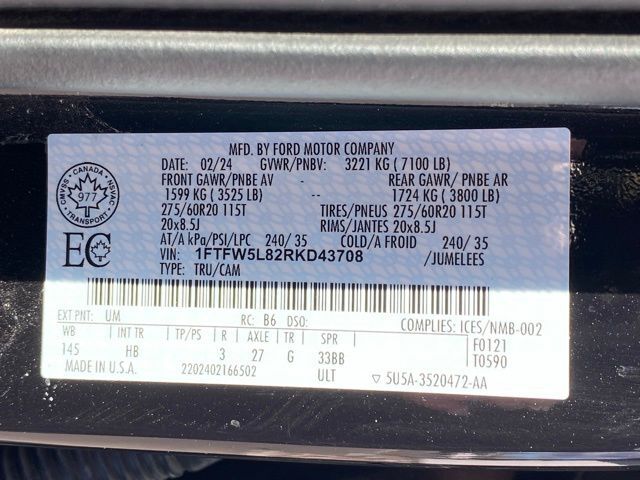 MFD. BY FORD MOTOR COMPANY
DATE: 02/24 GVWR/PNBV: 3221 KG ( 7100 LB)
FRONT GAWR/PNBE AV - REAR GAWR/ PNBE AR
1599 KG ( 3525 LB) -- 1724 KG ( 3800 LB)
275/60R20 115T TIRES/PNEUS 275/60R20 115T
20x8.5J RIMS/JANTES 20x8.5J
AT/A kPa/PSI/LPC 240/ 35 COLD/A FROID 240/ 35
VIN: 1FTFW5L82RKD43708 /JUMELEES
TYPE: TRU/CAM
CANADA
977
TRANSPORT
CMVSS
NSVAC
EC
EXT PNT: UM RC: B6 DSO: COMPLIES: ICES/NMB-002
WB INT TR TP/PS R AXLE TR SPR F0121
145 HB 3 27 G 33BB T0590
MADE IN U.S.A. 2202402166502 ULT 5U5A-3520472-AA